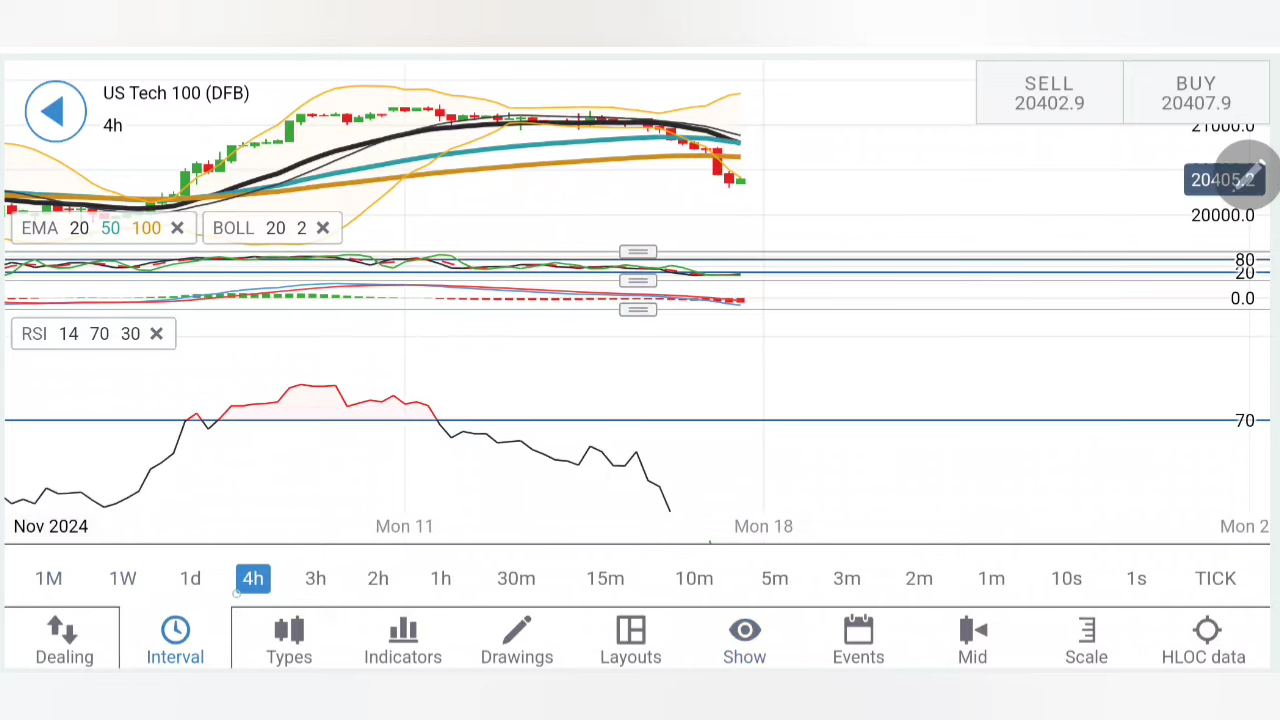 US Tech 100 (DFB)
4h
SELL
20402.9
BUY
20407.9
21000.0
20405.2
20000.0
EMA 20 50 100
BOLL 20 2
80
20
0.0
RSI 14 70 30
70
Nov 2024 Mon 11 Mon 18 Mon 2
1M 1W 1d 4h 3h 2h 1h 30m 15m 10m 5m 3m 2m 1m 10s 1s TICK
Dealing Interval Types Indicators Drawings Layouts Show Events Mid Scale HLOC data